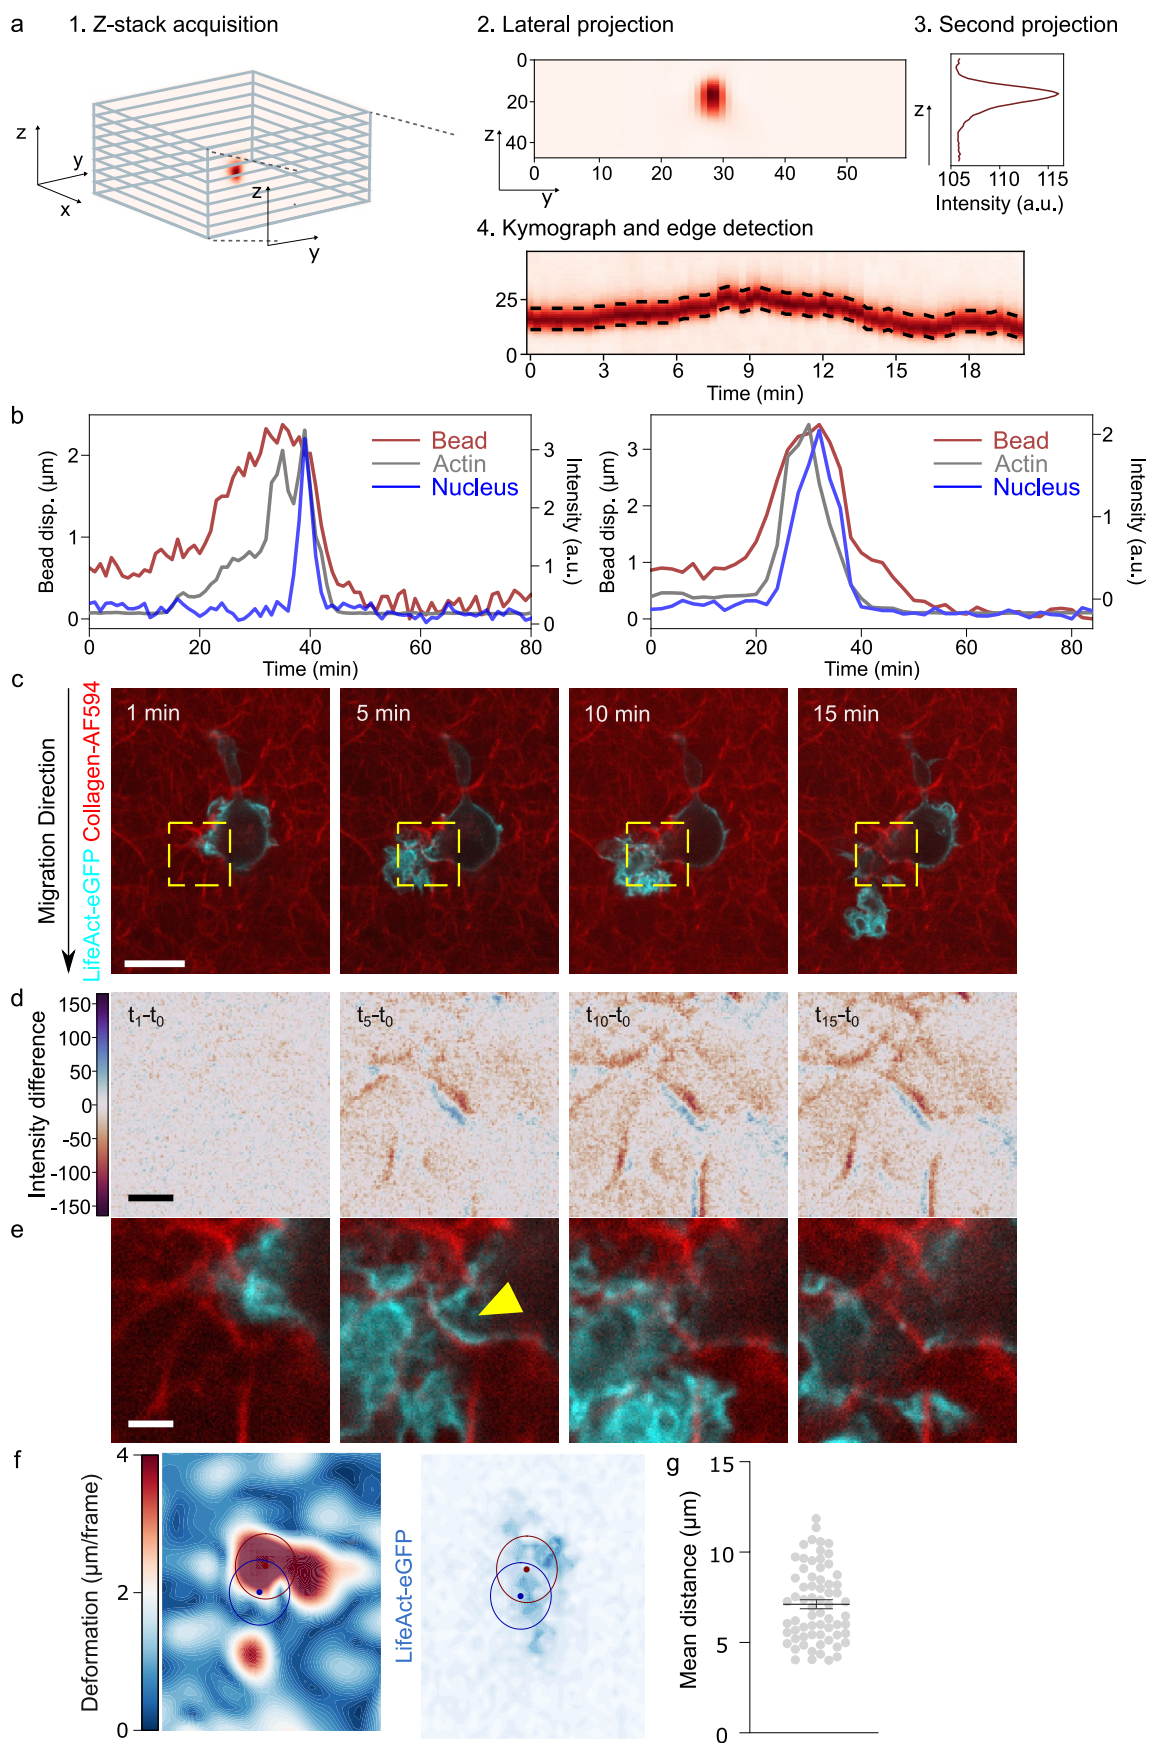 a
1. Z-stack acquisition
2. Lateral projection
3. Second projection
z
y
x
z
y
0
20
40
z
0
10
20
30
40
50
y
z
105
110
115
Intensity (a.u.)
4. Kymograph and edge detection
25
0
0
3
6
9
12
15
18
Time (min)
b
Bead disp. (µm)
2
1
0
Bead
Actin
Nucleus
3
2
1
0
Intensity (a.u.)
0
20
40
60
80
Time (min)
Bead disp. (µm)
3
2
1
0
Bead
Actin
Nucleus
2
1
0
Intensity (a.u.)
0
20
40
60
80
Time (min)
c
Migration Direction
LifeAct-eGFP Collagen-AF594
1 min
5 min
10 min
15 min
d
Intensity difference
150
100
50
0
-50
-100
-150
t1-t0
t5-t0
t10-t0
t15-t0
e
f
Deformation (µm/frame)
4
2
0
LifeAct-eGFP
g
Mean distance (µm)
15
10
5
0